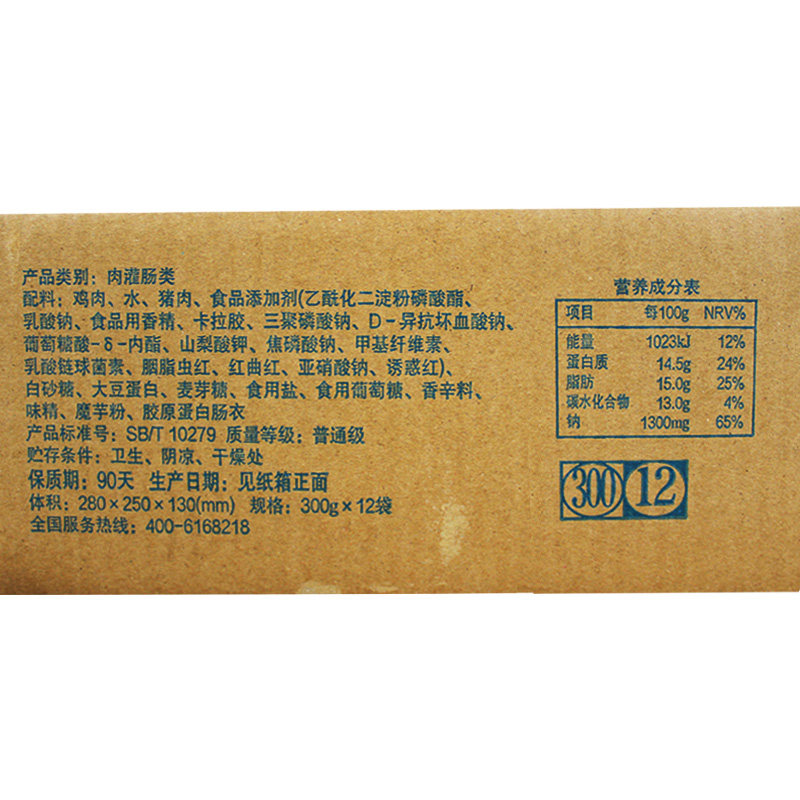 产品类别：肉灌肠类
配料：鸡肉、水、猪肉、食品添加剂(乙酰化二淀粉磷酸酯、
乳酸钠、食品用香精、卡拉胶、三聚磷酸钠、D-异抗坏血酸钠、
葡萄糖酸-δ-内酯、山梨酸钾、焦磷酸钠、甲基纤维素、
乳酸链球菌素、胭脂虫红、红曲红、亚硝酸钠、诱惑红)、
白砂糖、大豆蛋白、麦芽糖、食用盐、食用葡萄糖、香辛料、
味精、魔芋粉、胶原蛋白肠衣
产品标准号：SB/T 10279 质量等级：普通级
贮存条件：卫生、阴凉、干燥处
保质期：90天 生产日期：见纸箱正面
体积：280×250×130(mm) 规格：300g×12袋
全国服务热线：400-6168218
营养成分表
项目 每100g NRV%
能量 1023kJ 12%
蛋白质 14.5g 24%
脂肪 15.0g 25%
碳水化合物 13.0g 4%
钠 1300mg 65%
300 12